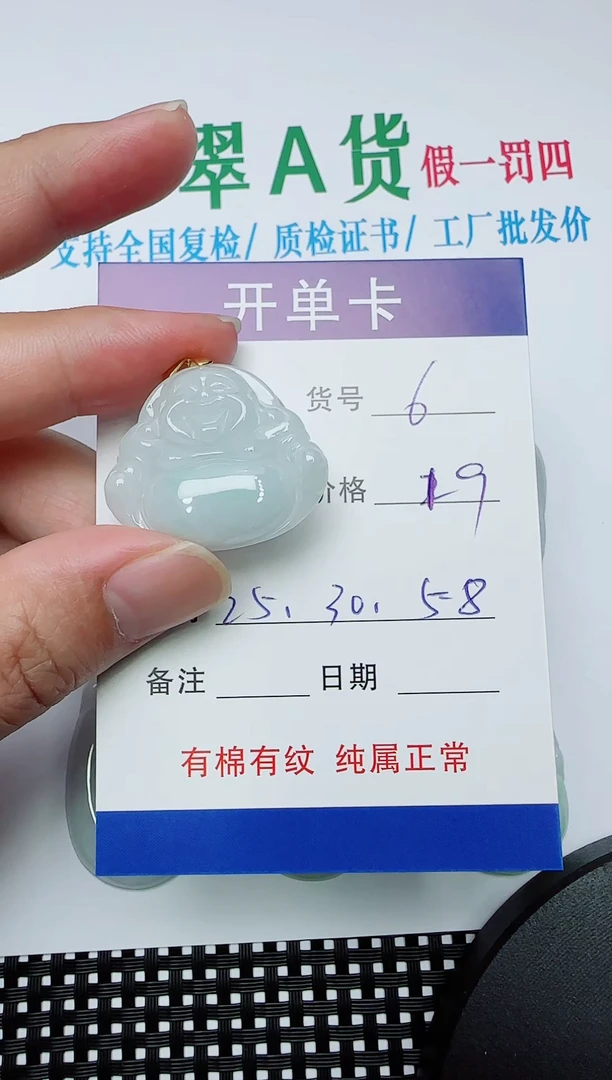 翠A货 假一罚四
支持全国复检/ 质检证书/ 工厂批发价
开单卡
货号 6
价格 19
25. 30. 58
备注 日期
有棉有纹 纯属正常